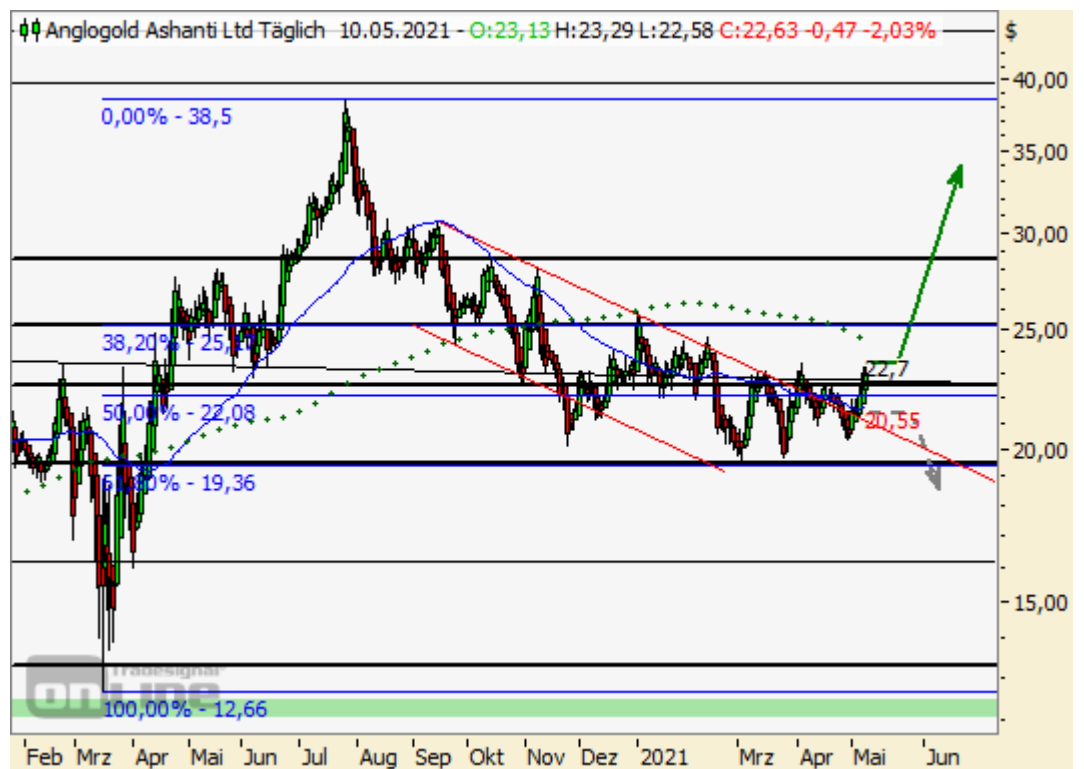 Anglogold Ashanti Ltd Täglich 10.05.2021 - O:23,13 H:23,29 L:22,58 C:22,63 -0,47 -2,03%
$
40,00
0,00% - 38,5
35,00
30,00
25,00
38,20% -
22,7
50,00% - 22,08
20,55
20,00
- 19,36
15,00
Tradesignal
onLine
100,00% - 12,66
Feb Mrz Apr Mai Jun Jul Aug Sep Okt Nov Dez 2021 Mrz Apr Mai Jun